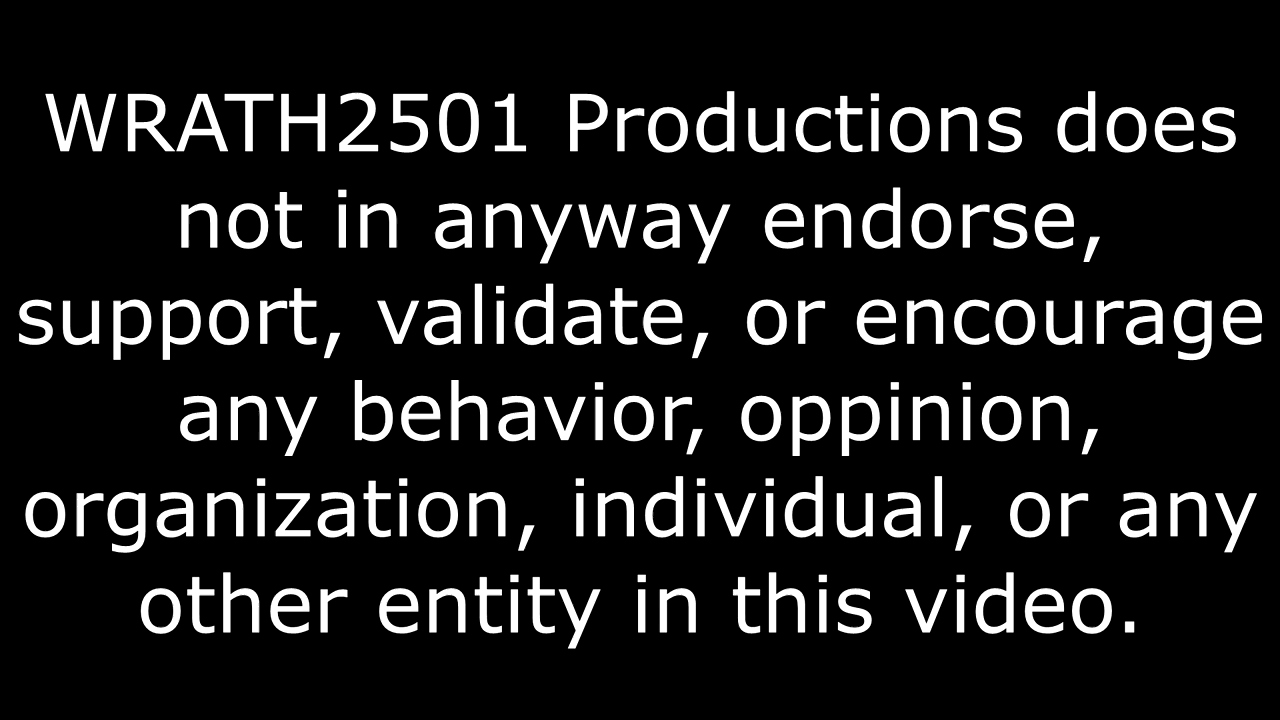 WRATH2501 Productions does
not in anyway endorse,
support, validate, or encourage
any behavior, oppinion,
organization, individual, or any
other entity in this video.